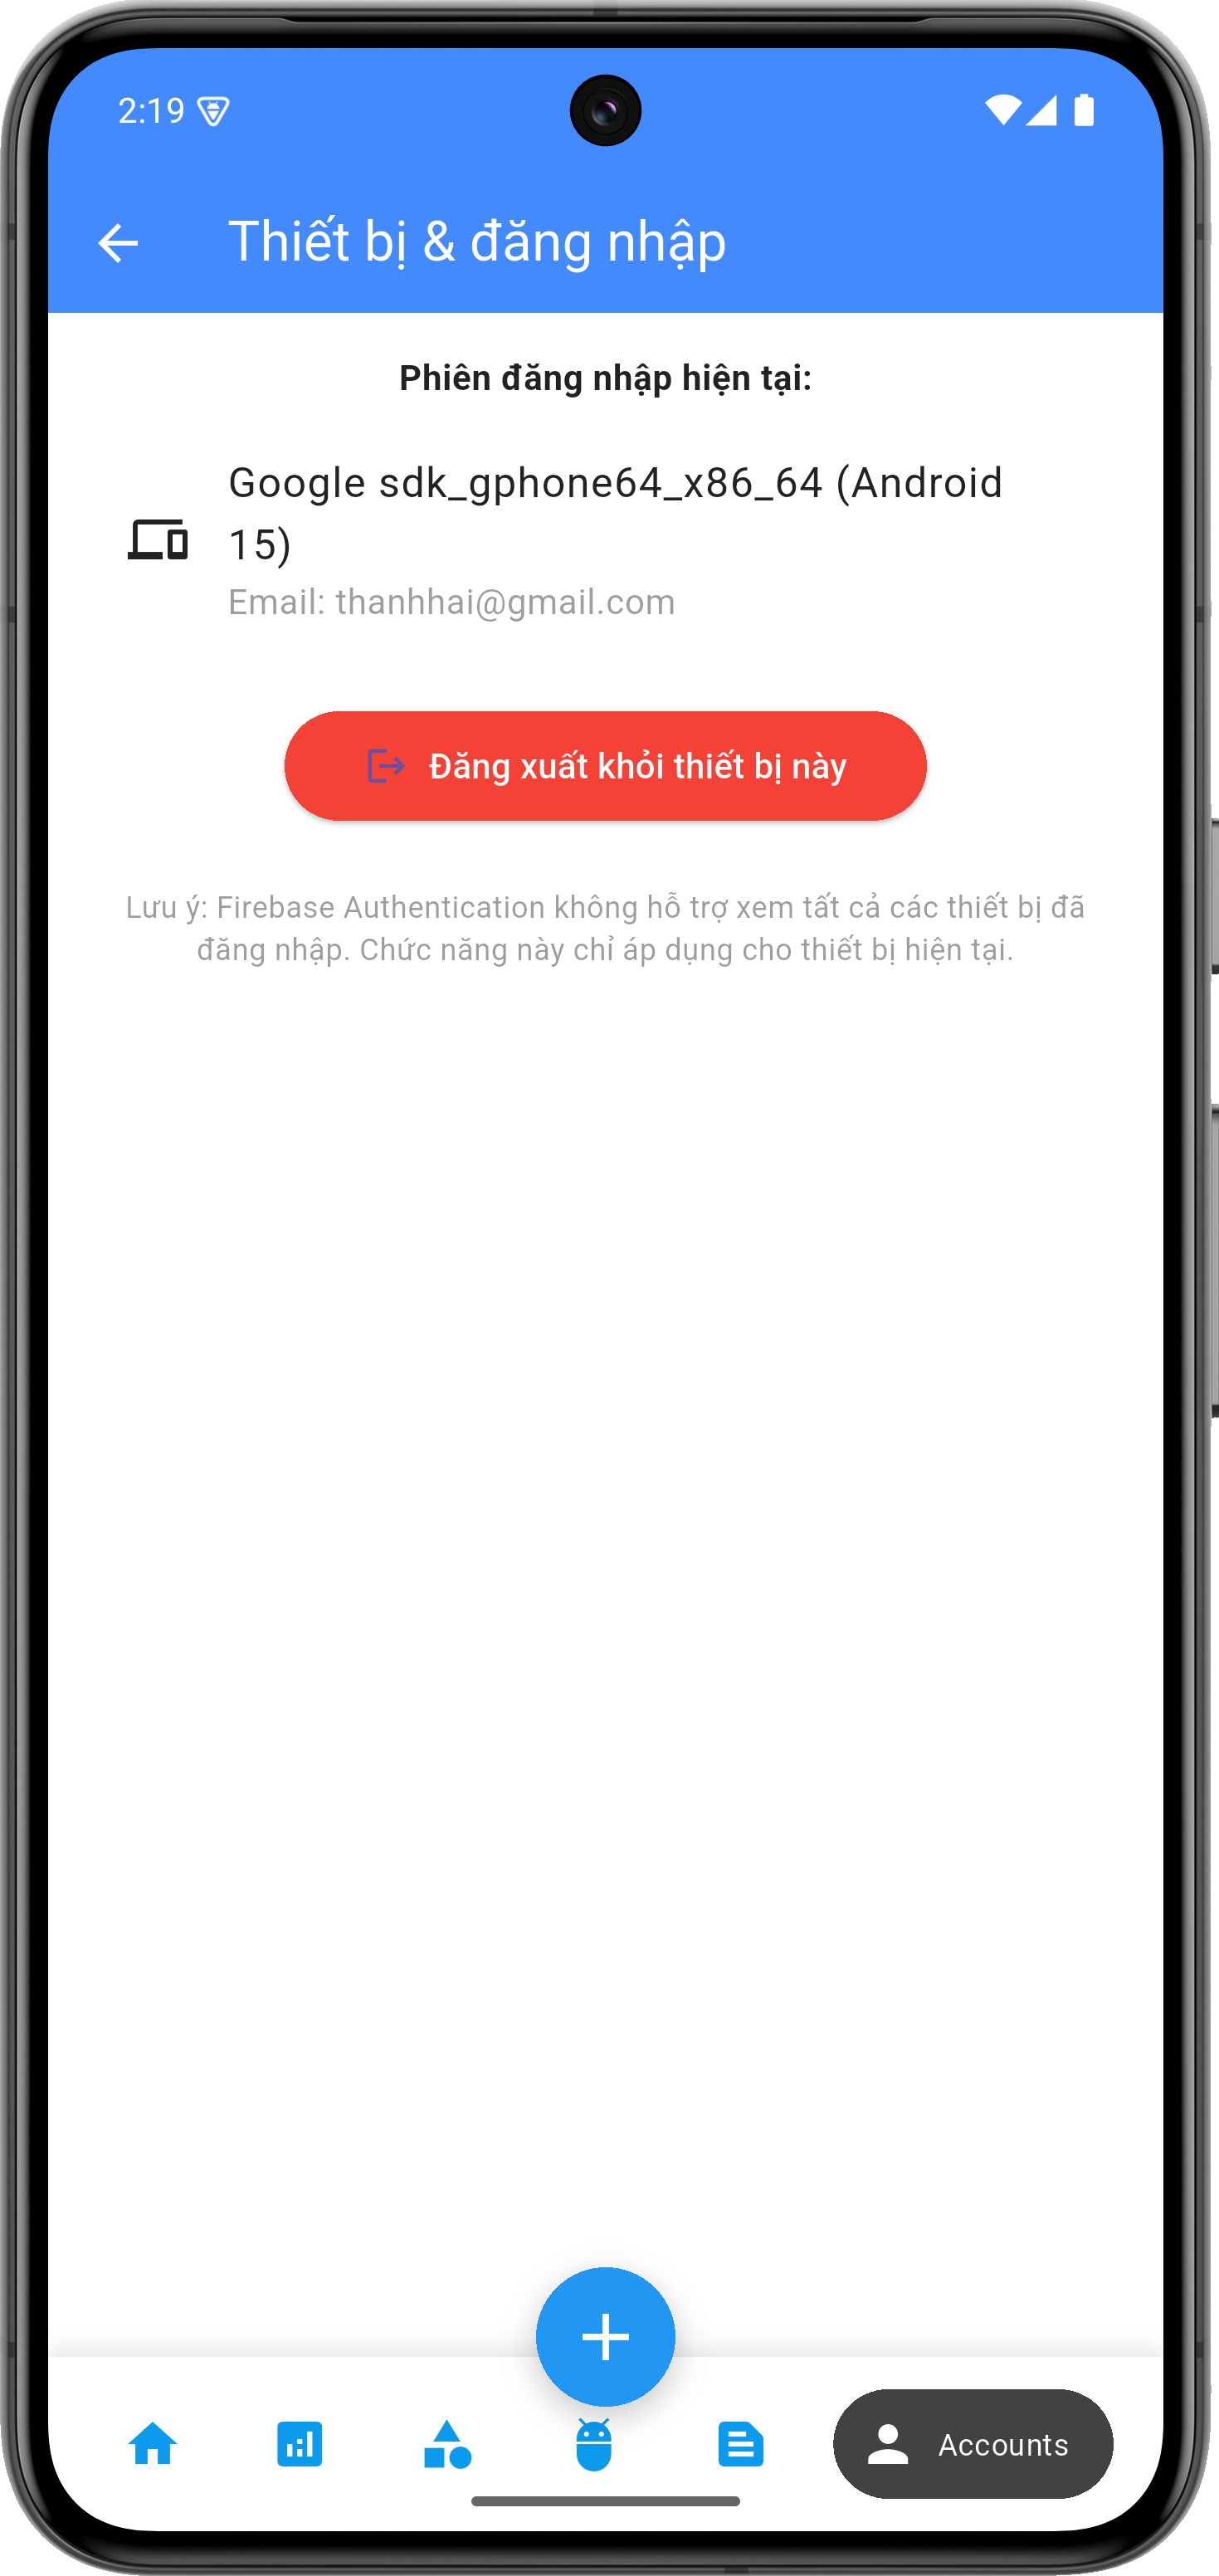 2:19
Thiết bị & đăng nhập
Phiên đăng nhập hiện tại:
Google sdk_gphone64_x86_64 (Android
15)
Email: thanhhai@gmail.com
Đăng xuất khỏi thiết bị này
Lưu ý: Firebase Authentication không hỗ trợ xem tất cả các thiết bị đã
đăng nhập. Chức năng này chỉ áp dụng cho thiết bị hiện tại.
Accounts